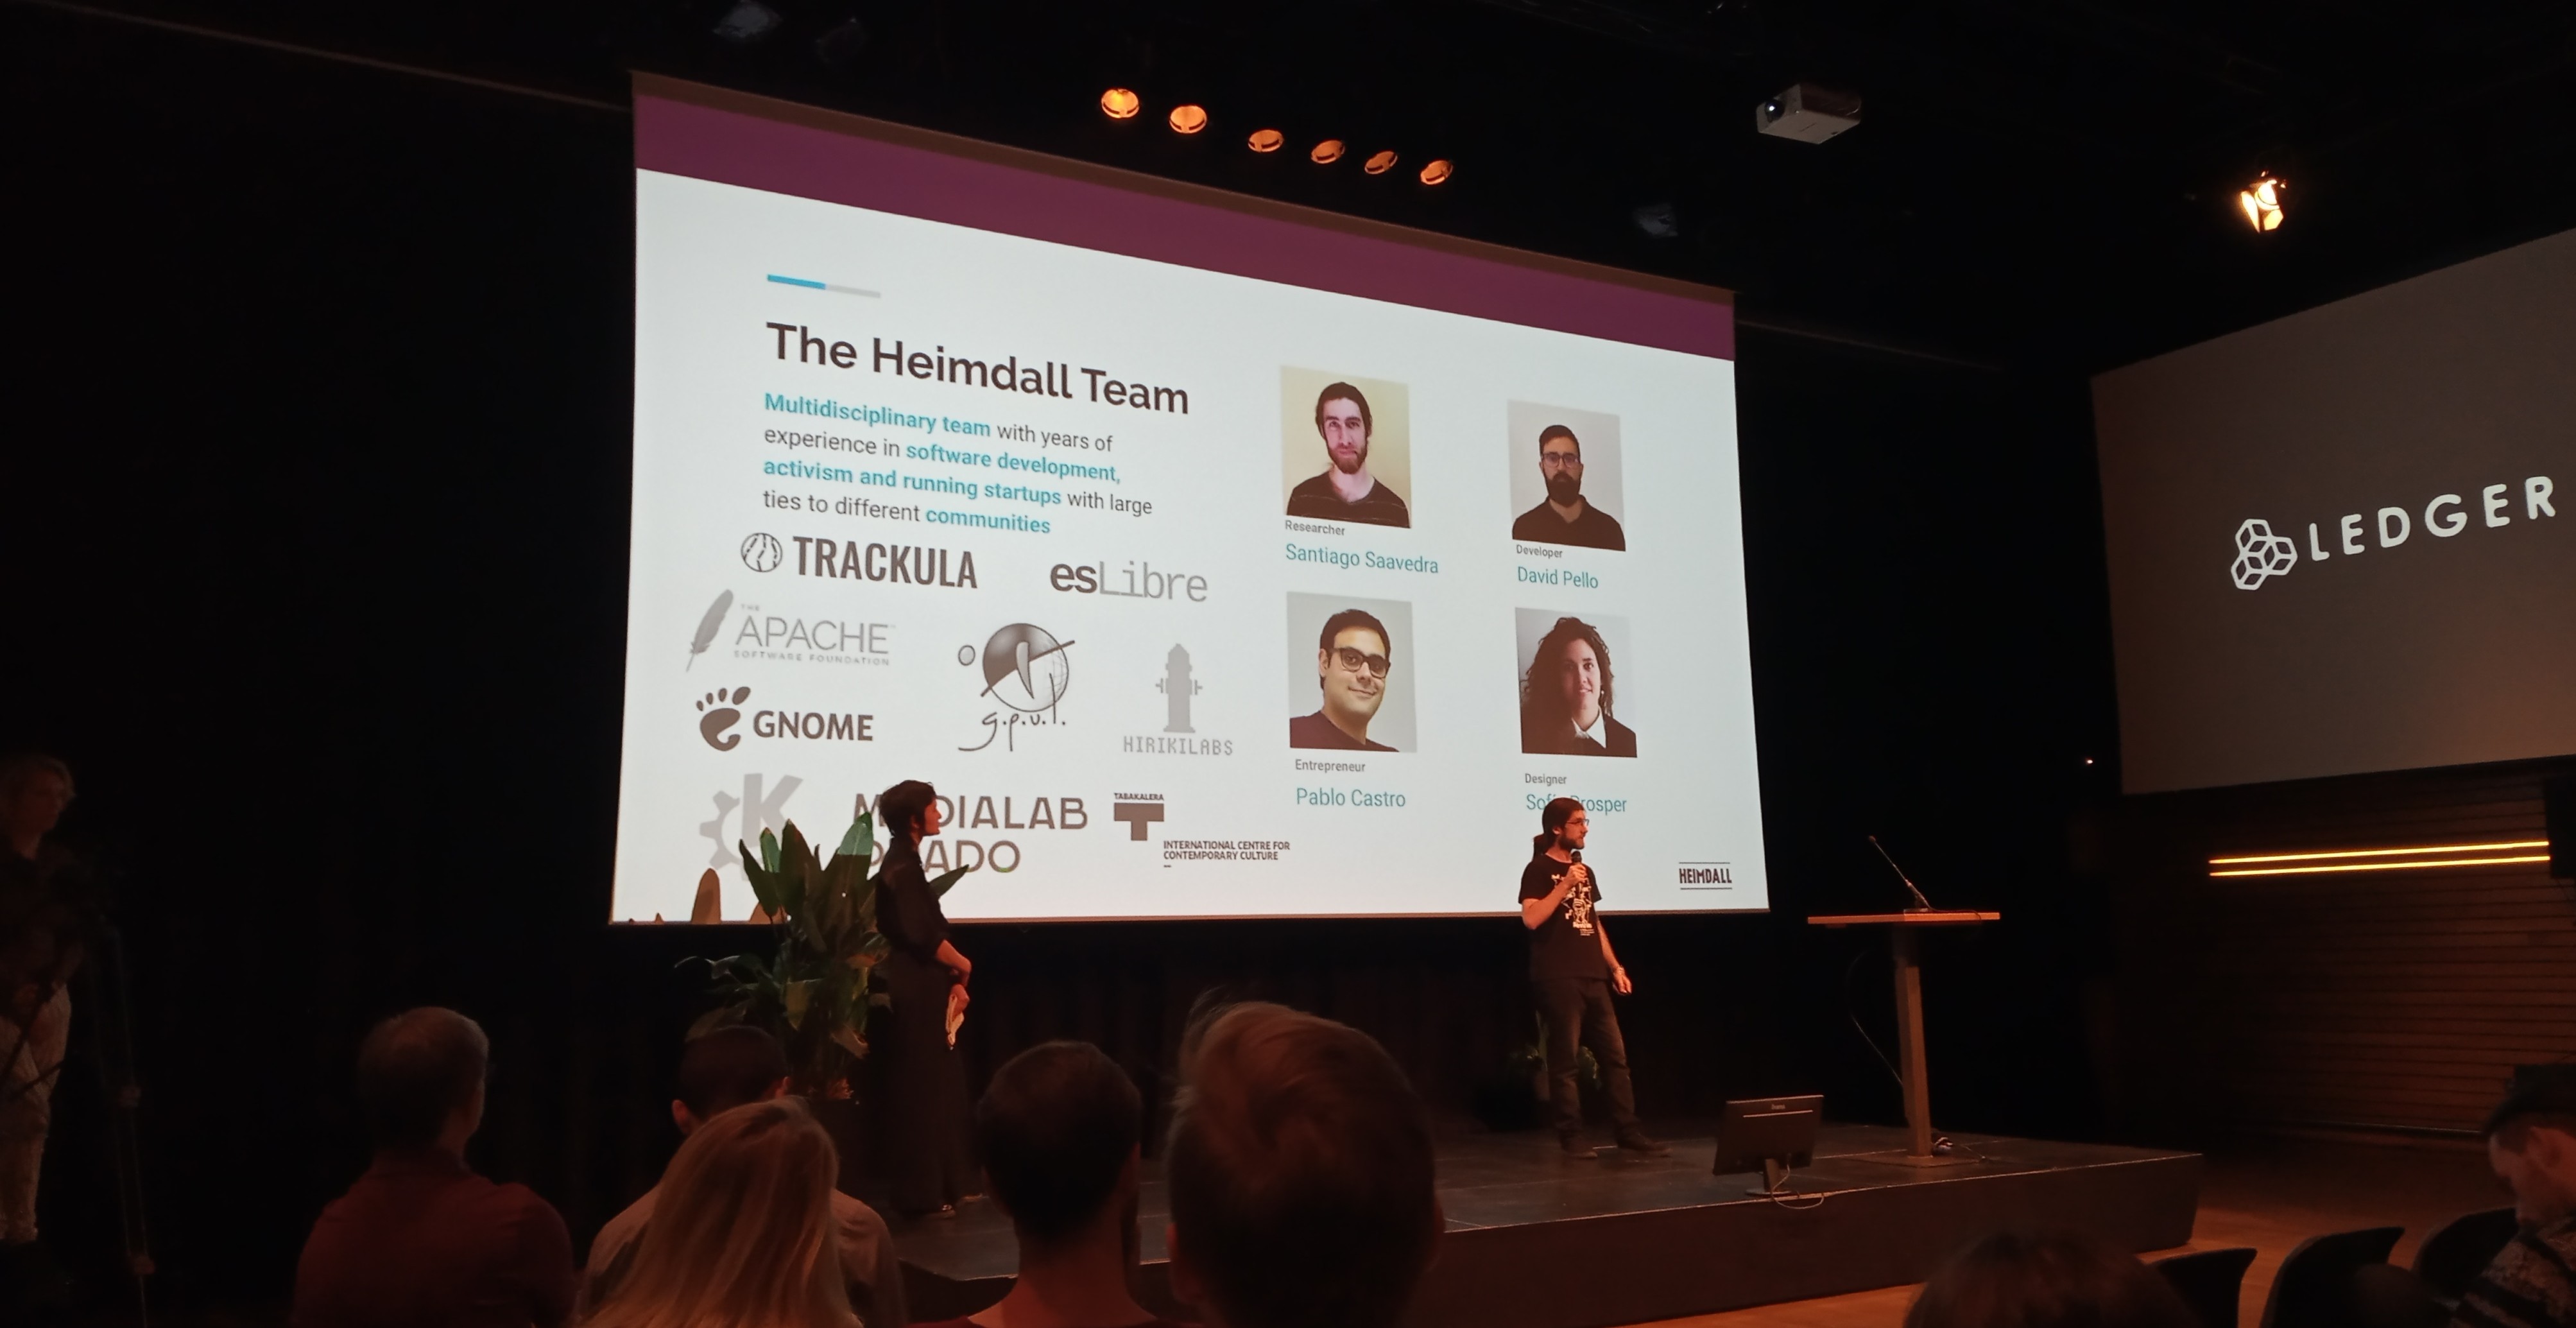 The Heimdall Team
Multidisciplinary team with years of
experience in software development,
activism and running startups with large
ties to different communities
TRACKULA
esLibre
THE
APACHE
SOFTWARE FOUNDATION
GNOME
g.p.u.l.
HIRIKILABS
K
DIALAB
ADO
TABAKALERA
T
INTERNATIONAL CENTRE FOR
CONTEMPORARY CULTURE
Researcher
Santiago Saavedra
Developer
David Pello
Entrepreneur
Pablo Castro
Designer
HEIMDALL
LEDGER